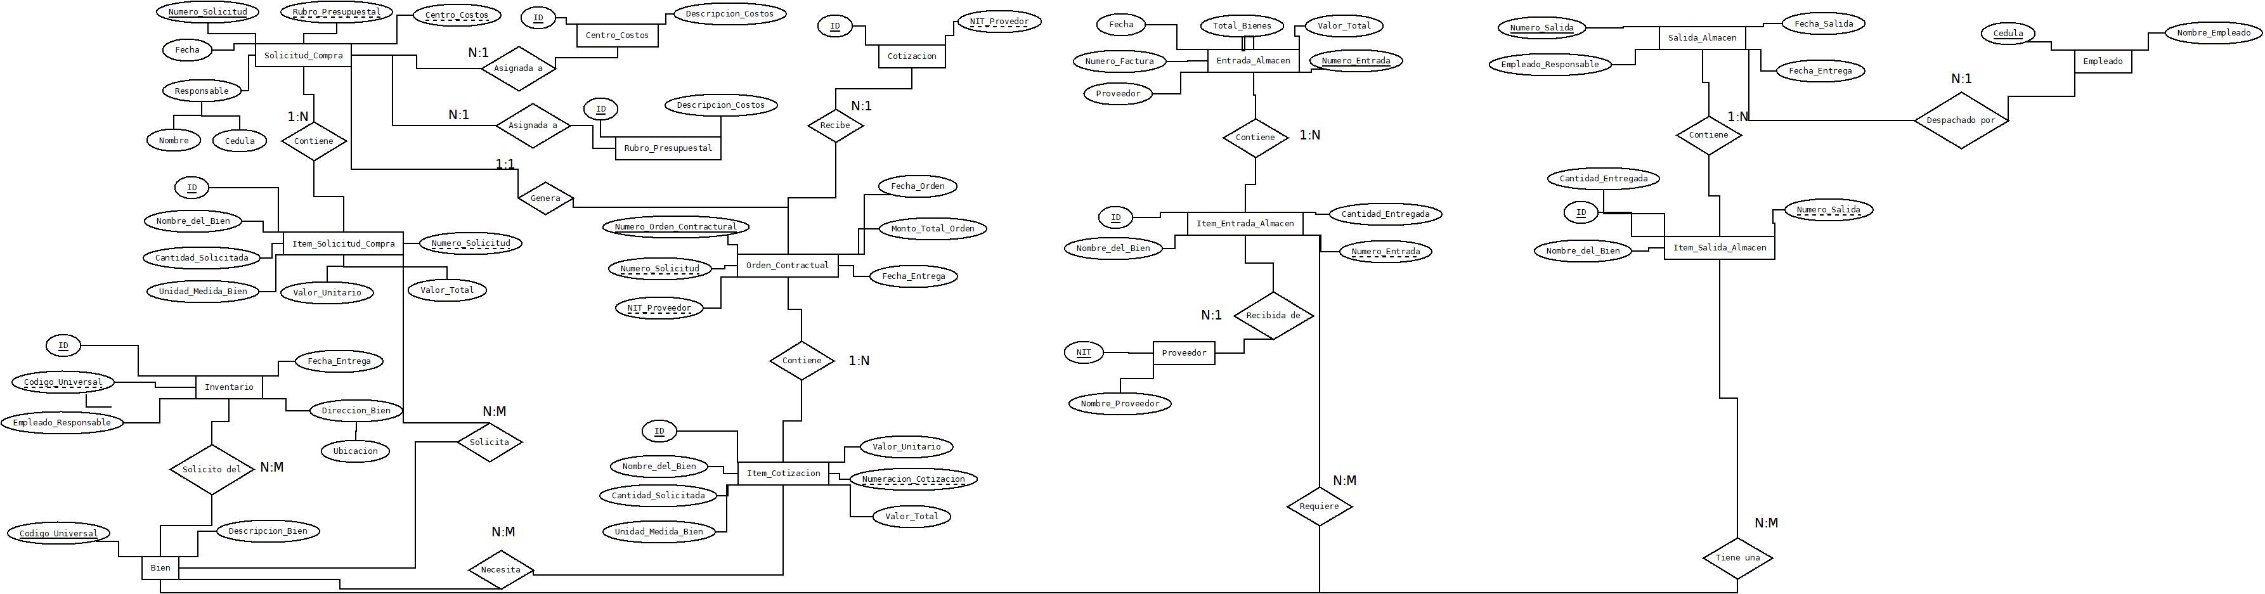 Numero_Solicitud
Rubro_Presupuestal
Centro_Costos
Fecha
Solicitud_Compra
Responsable
Nombre
Cedula
1:N
Contiene
N:1
Asignada a
ID
Descripcion_Costos
Centro_Costos
N:1
Asignada a
ID
Descripcion_Costos
Rubro_Presupuestal
1:1
Genera
ID
NIT_Provedor
Cotizacion
N:1
Recibe
ID
Nombre_del_Bien
Cantidad_Solicitada
Unidad_Medida_Bien
Item_Solicitud_Compra
Numero_Solicitud
Valor_Unitario
Valor_Total
Fecha_Orden
Numero_Orden_Contractural
Monto_Total_Orden
Numero_Solicitud
Orden_Contractual
Fecha_Entrega
NIT_Proveedor
Contiene
1:N
ID
Fecha_Entrega
Codigo_Universal
Inventario
Empleado_Responsable
Direccion_Bien
Ubicacion
Solicito del
N:M
N:M
Solicita
Codigo_Universal
Descripcion_Bien
Bien
N:M
Necesita
ID
Valor_Unitario
Nombre_del_Bien
Item_Cotizacion
Numeracion_Cotizacion
Cantidad_Solicitada
Valor_Total
Unidad_Medida_Bien
Fecha
Total_Bienes
Valor_Total
Numero_Factura
Entrada_Almacen
Numero_Entrada
Proveedor
Contiene
1:N
ID
Item_Entrada_Almacen
Cantidad_Entregada
Nombre_del_Bien
Numero_Entrada
N:1
Recibida de
NIT
Proveedor
Nombre_Proveedor
N:M
Requiere
Numero_Salida
Fecha_Salida
Salida_Almacen
Empleado_Responsable
Fecha_Entrega
1:N
Contiene
Cedula
Nombre_Empleado
Empleado
N:1
Despachado por
Cantidad_Entregada
ID
Numero_Salida
Nombre_del_Bien
Item_Salida_Almacen
N:M
Tiene una